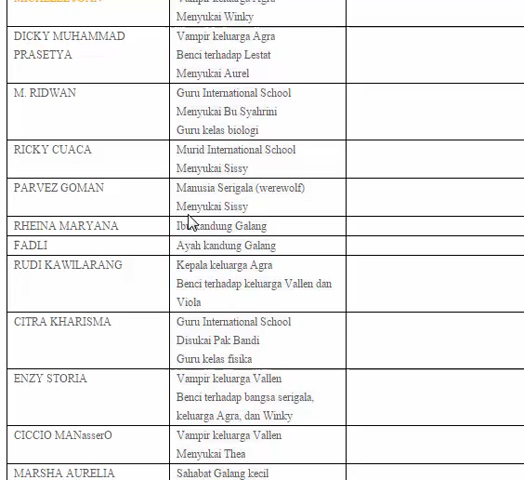 Menyukai Winky
DICKY MUHAMMAD PRASETYA
Vampir keluarga Agra
Benci terhadap Lestat
Menyukai Aurel
M. RIDWAN
Guru International School
Menyukai Bu Syahrini
Guru kelas biologi
RICKY CUACA
Murid International School
Menyukai Sissy
PARVEZ GOMAN
Manusia Serigala (werewolf)
Menyukai Sissy
RHEINA MARYANA
Ibu kandung Galang
FADLI
Ayah kandung Galang
RUDI KAWILARANG
Kepala keluarga Agra
Benci terhadap keluarga Vallen dan
Viola
CITRA KHARISMA
Guru International School
Disukai Pak Bandi
Guru kelas fisika
ENZY STORIA
Vampir keluarga Vallen
Benci terhadap bangsa serigala,
keluarga Agra, dan Winky
CICCIO MANasserO
Vampir keluarga Vallen
Menyukai Thea
MARSHA AURELIA
Sahabat Galang kecil